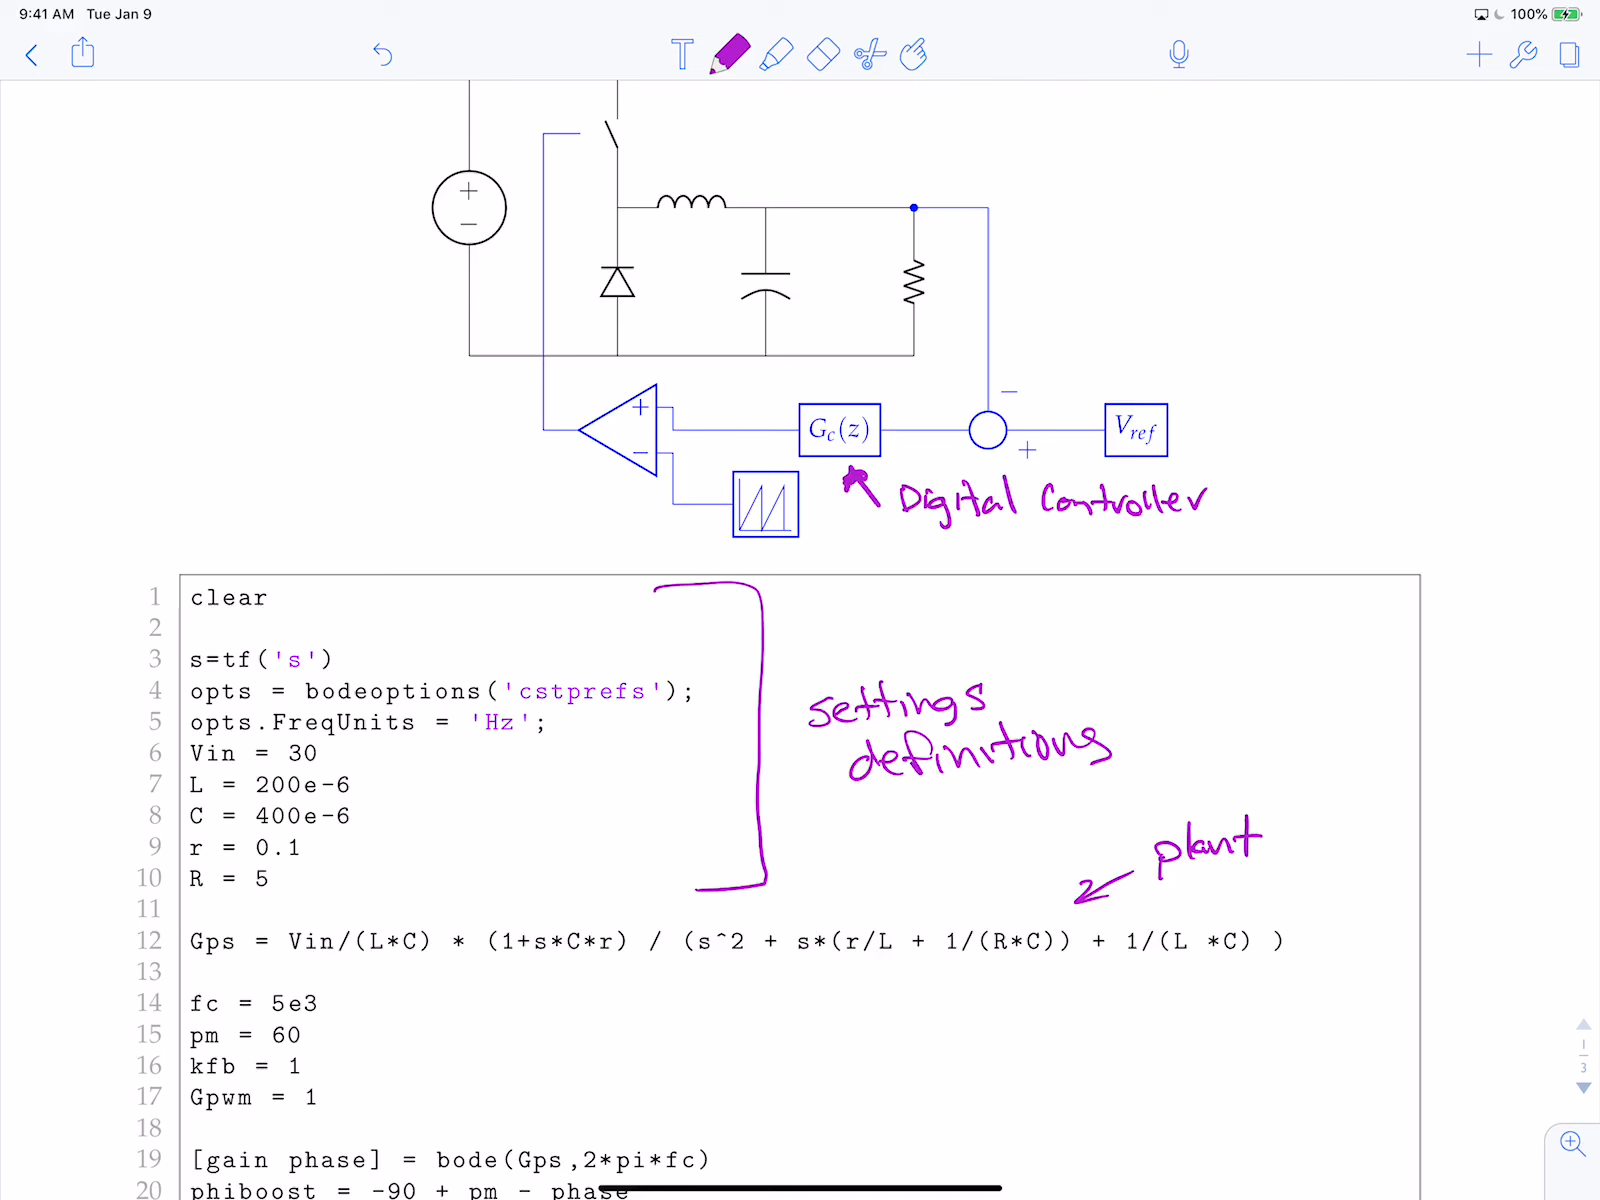 9:41 AM Tue Jan 9
100%
T
+
−
+
−
G_c(z)
−
+
V_ref
Digital Controller
1 clear
2
3 s=tf('s')
4 opts = bodeoptions('cstprefs');
5 opts.FreqUnits = 'Hz';
6 Vin = 30
7 L = 200e-6
8 C = 400e-6
9 r = 0.1
10 R = 5
settings
definitions
plant
11
12 Gps = Vin/(L*C) * (1+s*C*r) / (s^2 + s*(r/L + 1/(R*C)) + 1/(L *C) )
13
14 fc = 5e3
15 pm = 60
16 kfb = 1
17 Gpwm = 1
18
19 [gain phase] = bode(Gps,2*pi*fc)
20 phiboost = -90 + pm - phase
1
3